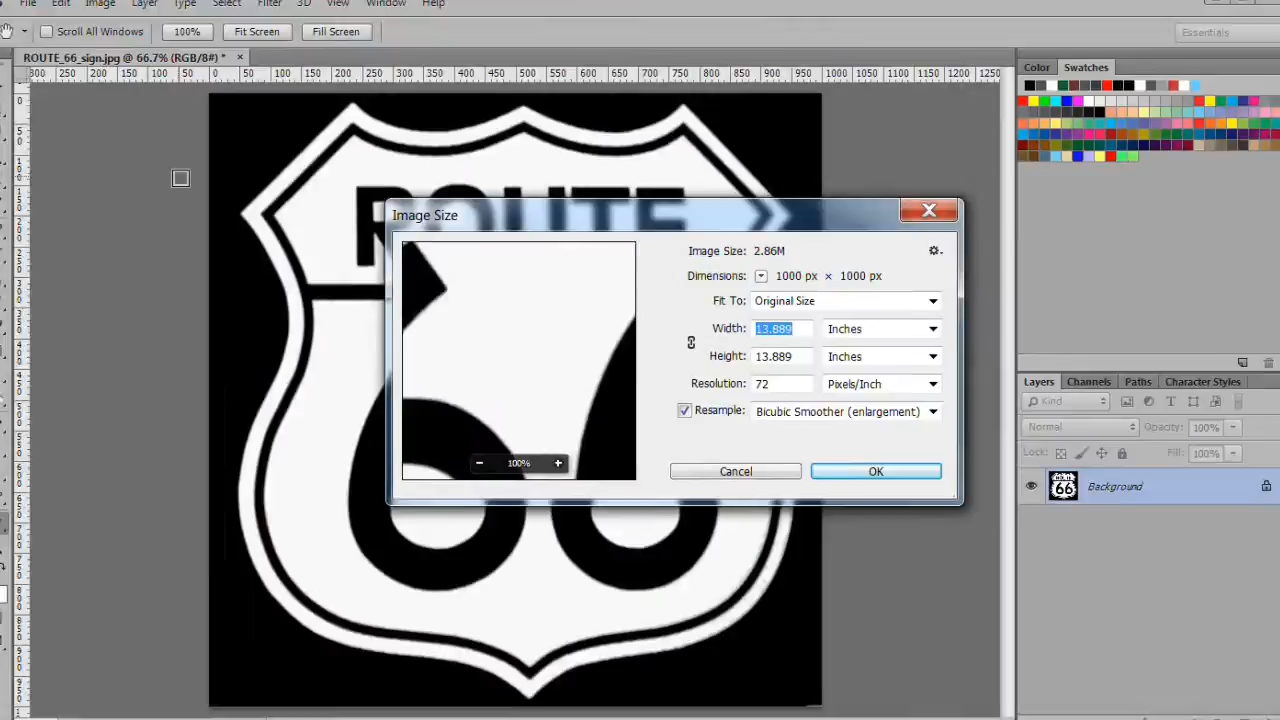 File Edit Image Layer Type Select Filter 3D View Window Help
Scroll All Windows 100% Fit Screen Fill Screen Essentials
ROUTE_66_sign.jpg @ 66.7% (RGB/8#) * ×
300 250 200 150 100 50 0 50 100 150 200 250 300 350 400 450 500 550 600 650 700 750 800 850 900 950 1000 1050 1100 1150 1200 1250
Color Swatches
ROUTE
66
Image Size
Image Size: 2.86M
Dimensions: 1000 px × 1000 px
Fit To: Original Size
Width: 13.889 Inches
Height: 13.889 Inches
Resolution: 72 Pixels/Inch
Resample: Bicubic Smoother (enlargement)
100%
Cancel OK
Layers Channels Paths Character Styles
Kind
Normal Opacity: 100%
Lock: Fill: 100%
66 Background